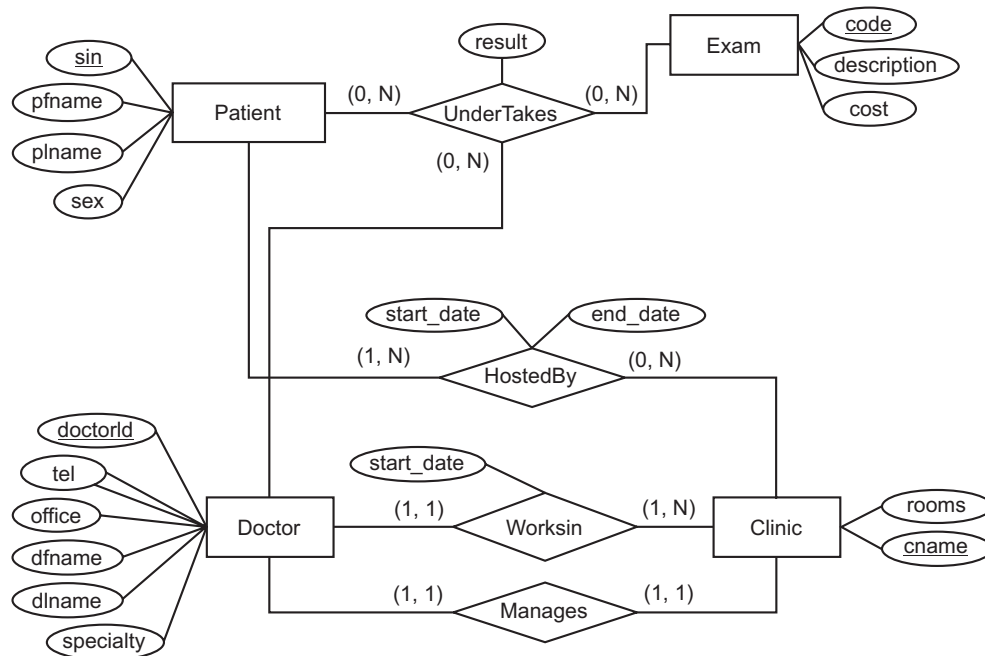 sin
pfname
plname
sex
Patient
(0, N)
result
UnderTakes
(0, N)
(0, N)
Exam
code
description
cost
start_date
end_date
(1, N)
HostedBy
(0, N)
doctorId
tel
office
dfname
dlname
specialty
Doctor
start_date
(1, 1)
Worksin
(1, N)
Clinic
rooms
cname
(1, 1)
Manages
(1, 1)